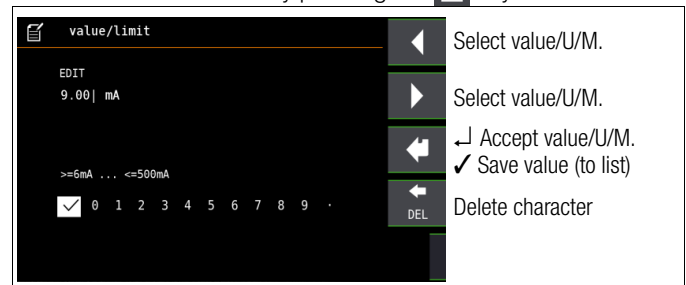 value/limit
Select value/U/M.
EDIT
9.00| mA
Select value/U/M.
↵ Accept value/U/M.
✓ Save value (to list)
>=6mA ... <=500mA
✓ 0 1 2 3 4 5 6 7 8 9 .
DEL
Delete character